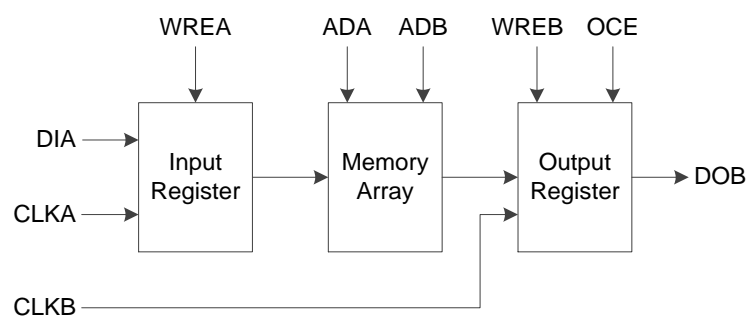 WREA ADA ADB WREB OCE
DIA
Input Register
Memory Array
Output Register
DOB
CLKA
CLKB